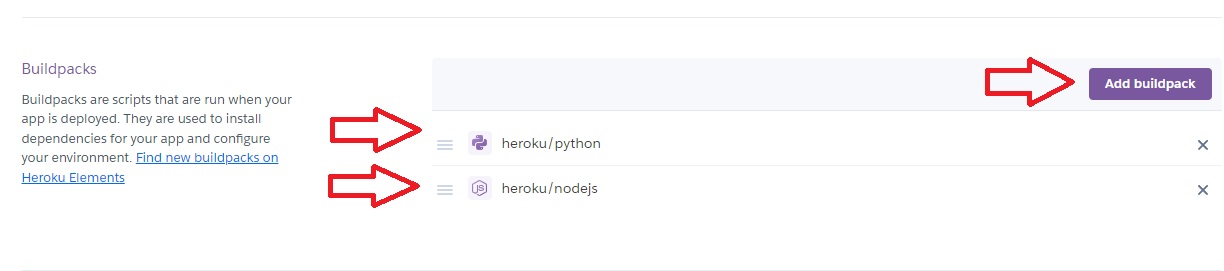 Buildpacks
Buildpacks are scripts that are run when your
app is deployed. They are used to install
dependencies for your app and configure
your environment. Find new buildpacks on
Heroku Elements
Add buildpack
heroku/python
JS heroku/nodejs